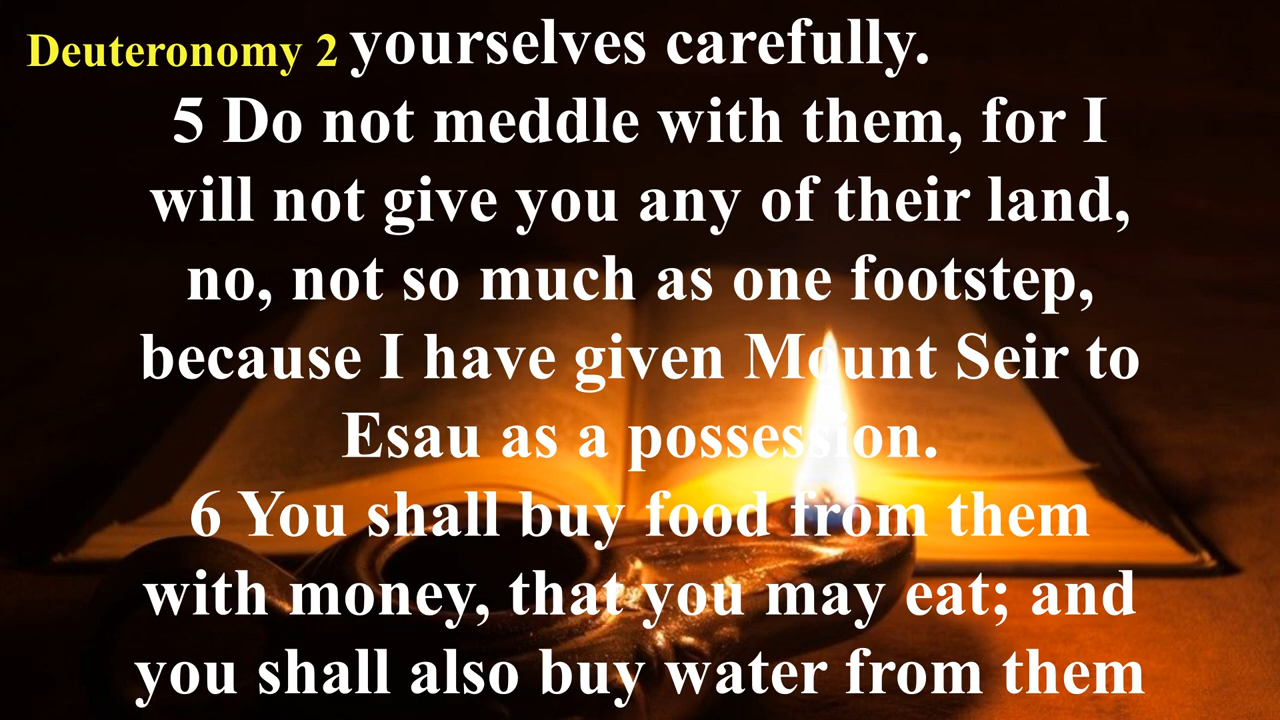 Deuteronomy 2 yourselves carefully.
5 Do not meddle with them, for I
will not give you any of their land,
no, not so much as one footstep,
because I have given Mount Seir to
Esau as a possession.
6 You shall buy food from them
with money, that you may eat; and
you shall also buy water from them